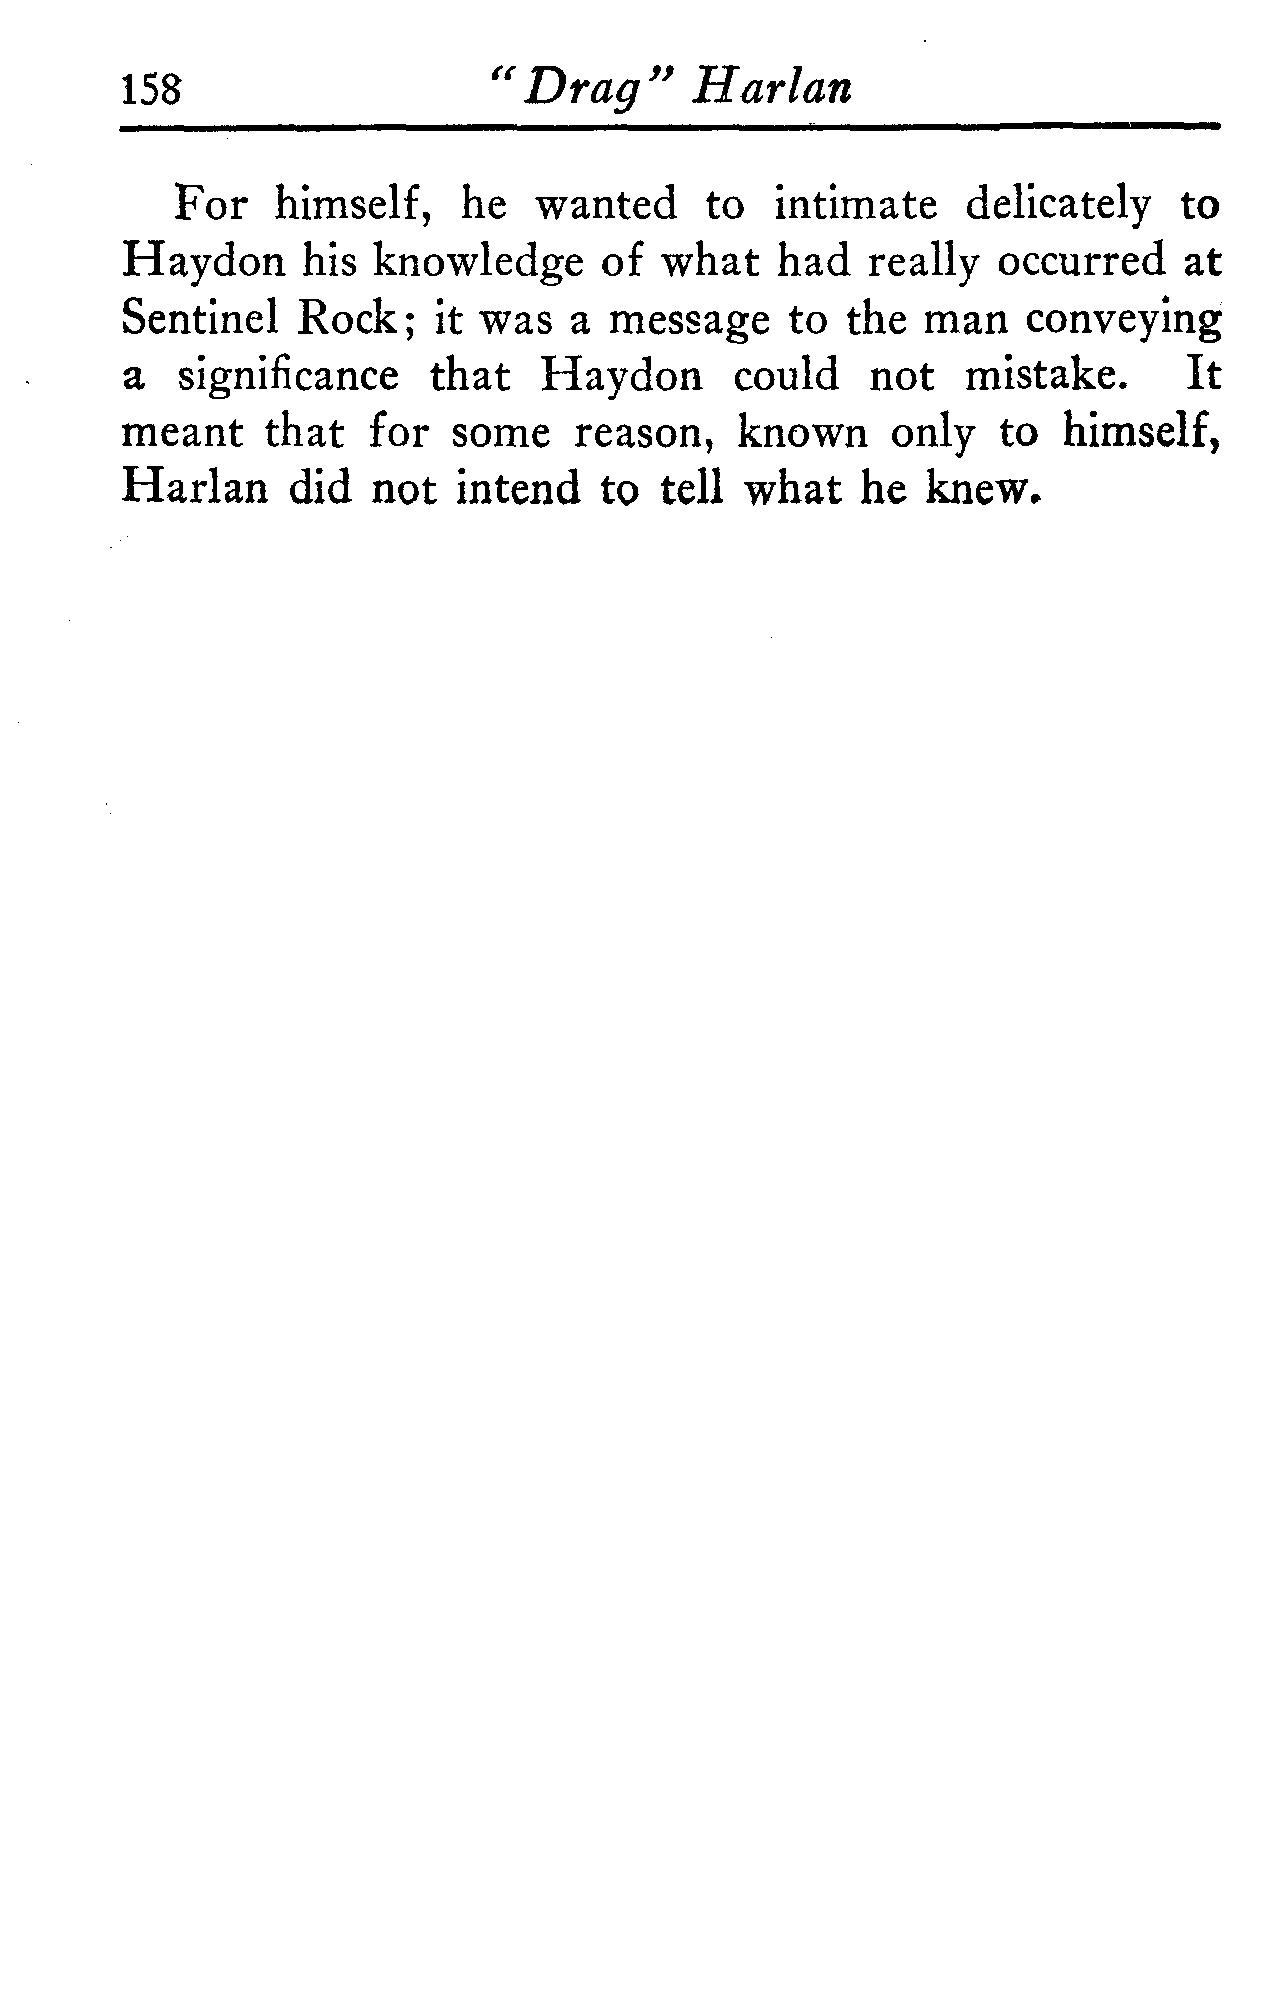 158 “Drag” Harlan
For himself, he wanted to intimate delicately to
Haydon his knowledge of what had really occurred at
Sentinel Rock; it was a message to the man conveying
a significance that Haydon could not mistake. It
meant that for some reason, known only to himself,
Harlan did not intend to tell what he knew.